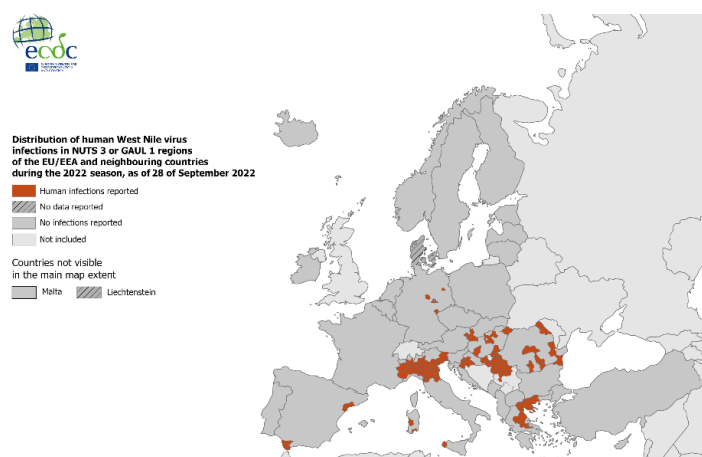 ecdc
Distribution of human West Nile virus
infections in NUTS 3 or GAUL 1 regions
of the EU/EEA and neighbouring countries
during the 2022 season, as of 28 of September 2022
Human infections reported
No data reported
No infections reported
Not included
Countries not visible
in the main map extent
Malta
Liechtenstein